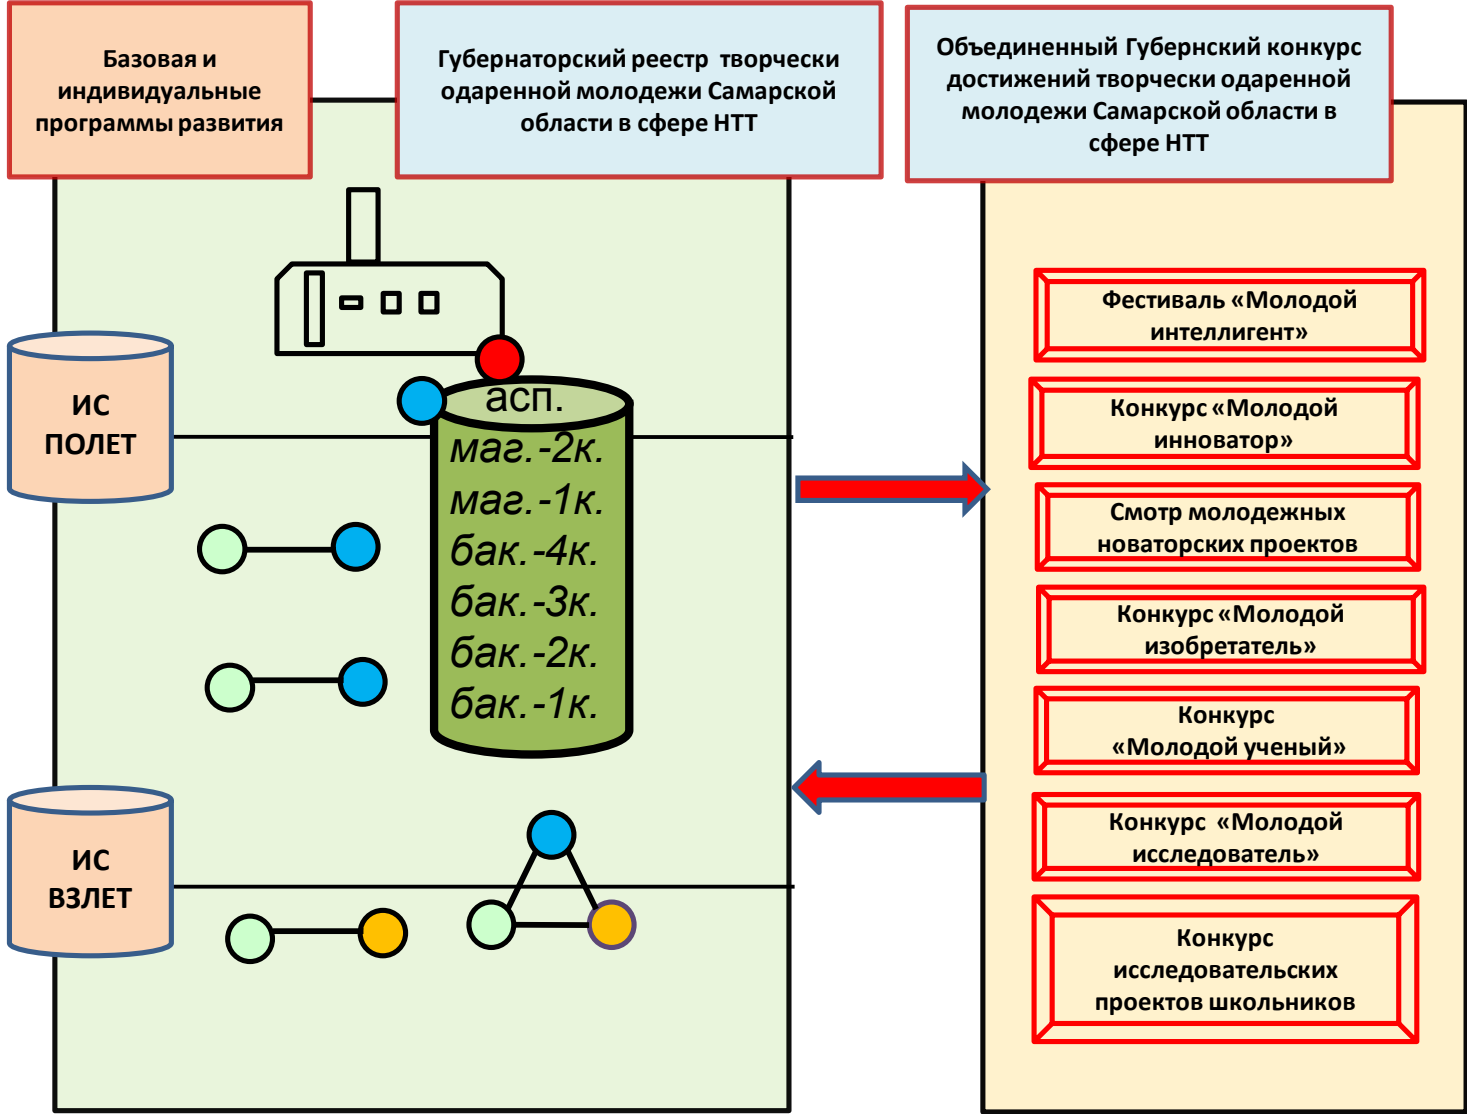 Базовая и
индивидуальные
программы развития
Губернаторский реестр творчески
одаренной молодежи Самарской
области в сфере НТТ
Объединенный Губернский конкурс
достижений творчески одаренной
молодежи Самарской области в
сфере НТТ
ИС
ПОЛЕТ
ИС
ВЗЛЕТ
асп.
маг.-2к.
маг.-1к.
бак.-4к.
бак.-3к.
бак.-2к.
бак.-1к.
Фестиваль «Молодой
интеллигент»
Конкурс «Молодой
инноватор»
Смотр молодежных
новаторских проектов
Конкурс «Молодой
изобретатель»
Конкурс
«Молодой ученый»
Конкурс «Молодой
исследователь»
Конкурс
исследовательских
проектов школьников